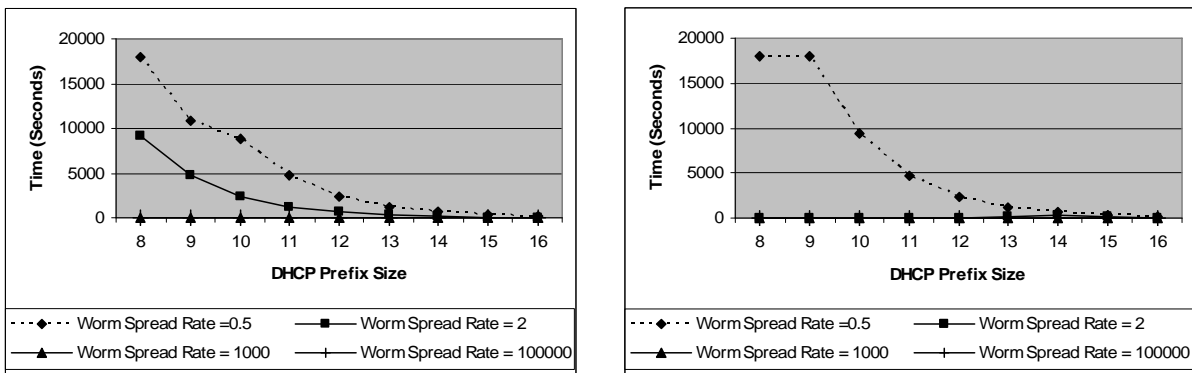 20000
15000
10000
5000
0
Time (Seconds)
8 9 10 11 12 13 14 15 16
DHCP Prefix Size
Worm Spread Rate =0.5 Worm Spread Rate = 2
Worm Spread Rate = 1000 Worm Spread Rate = 100000
20000
15000
10000
5000
0
Time (Seconds)
8 9 10 11 12 13 14 15 16
DHCP Prefix Size
Worm Spread Rate =0.5 Worm Spread Rate = 2
Worm Spread Rate = 1000 Worm Spread Rate = 100000